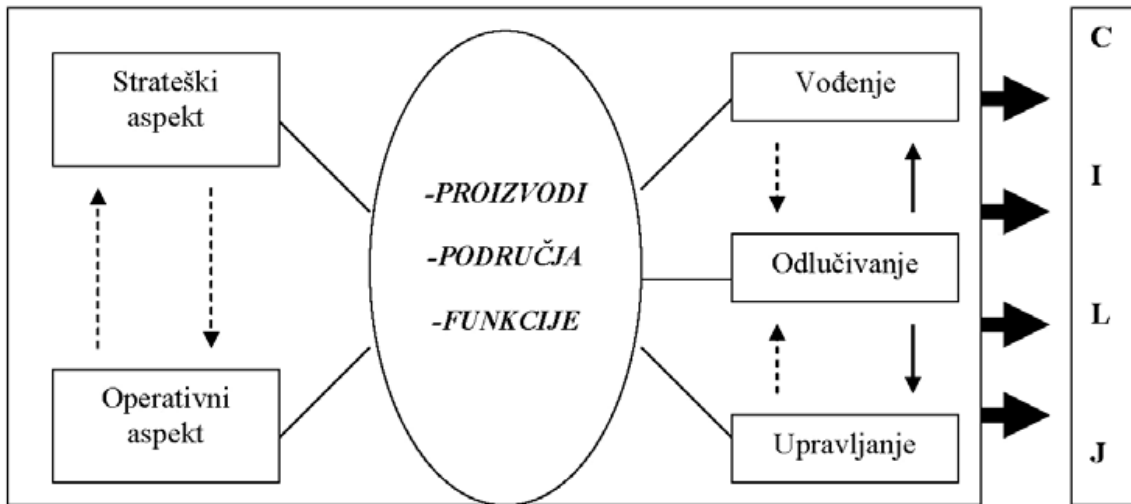 Strateški
aspekt
Operativni
aspekt
-PROIZVODI
-PODRUČJA
-FUNKCIJE
Vođenje
Odlučivanje
Upravljanje
C
I
L
J